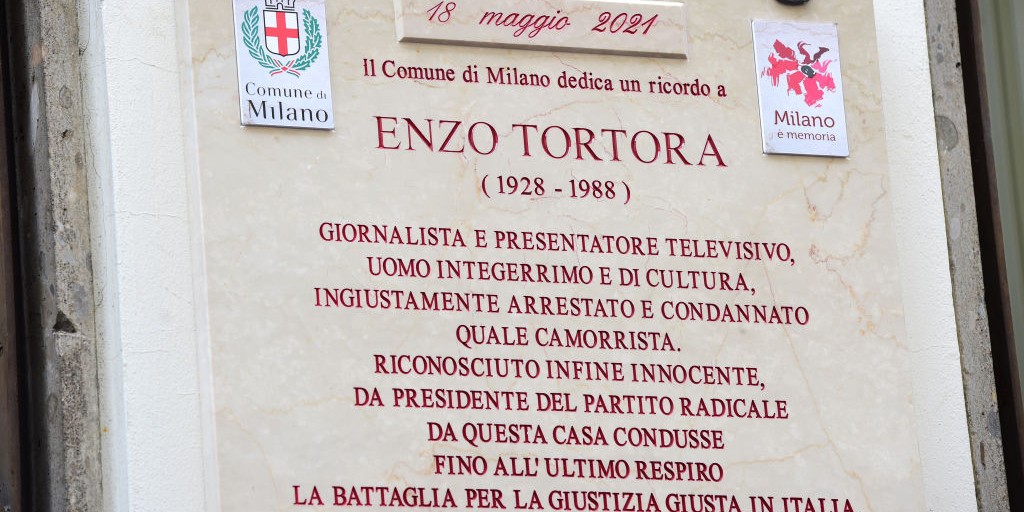 18 maggio 2021
Comune di
Milano
Milano
è memoria
Il Comune di Milano dedica un ricordo a
ENZO TORTORA
( 1928 - 1988 )
GIORNALISTA E PRESENTATORE TELEVISIVO,
UOMO INTEGERRIMO E DI CULTURA,
INGIUSTAMENTE ARRESTATO E CONDANNATO
QUALE CAMORRISTA.
RICONOSCIUTO INFINE INNOCENTE,
DA PRESIDENTE DEL PARTITO RADICALE
DA QUESTA CASA CONDUSSE
FINO ALL' ULTIMO RESPIRO
LA BATTAGLIA PER LA GIUSTIZIA GIUSTA IN ITALIA